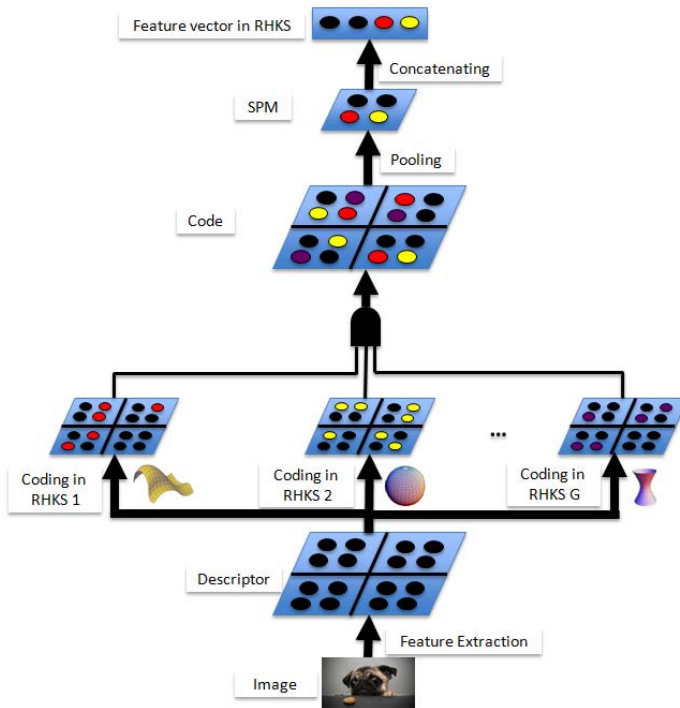 Feature vector in RHKS
Concatenating
SPM
Pooling
Code
...
Coding in
RHKS 1
Coding in
RHKS 2
Coding in
RHKS G
Descriptor
Feature Extraction
Image